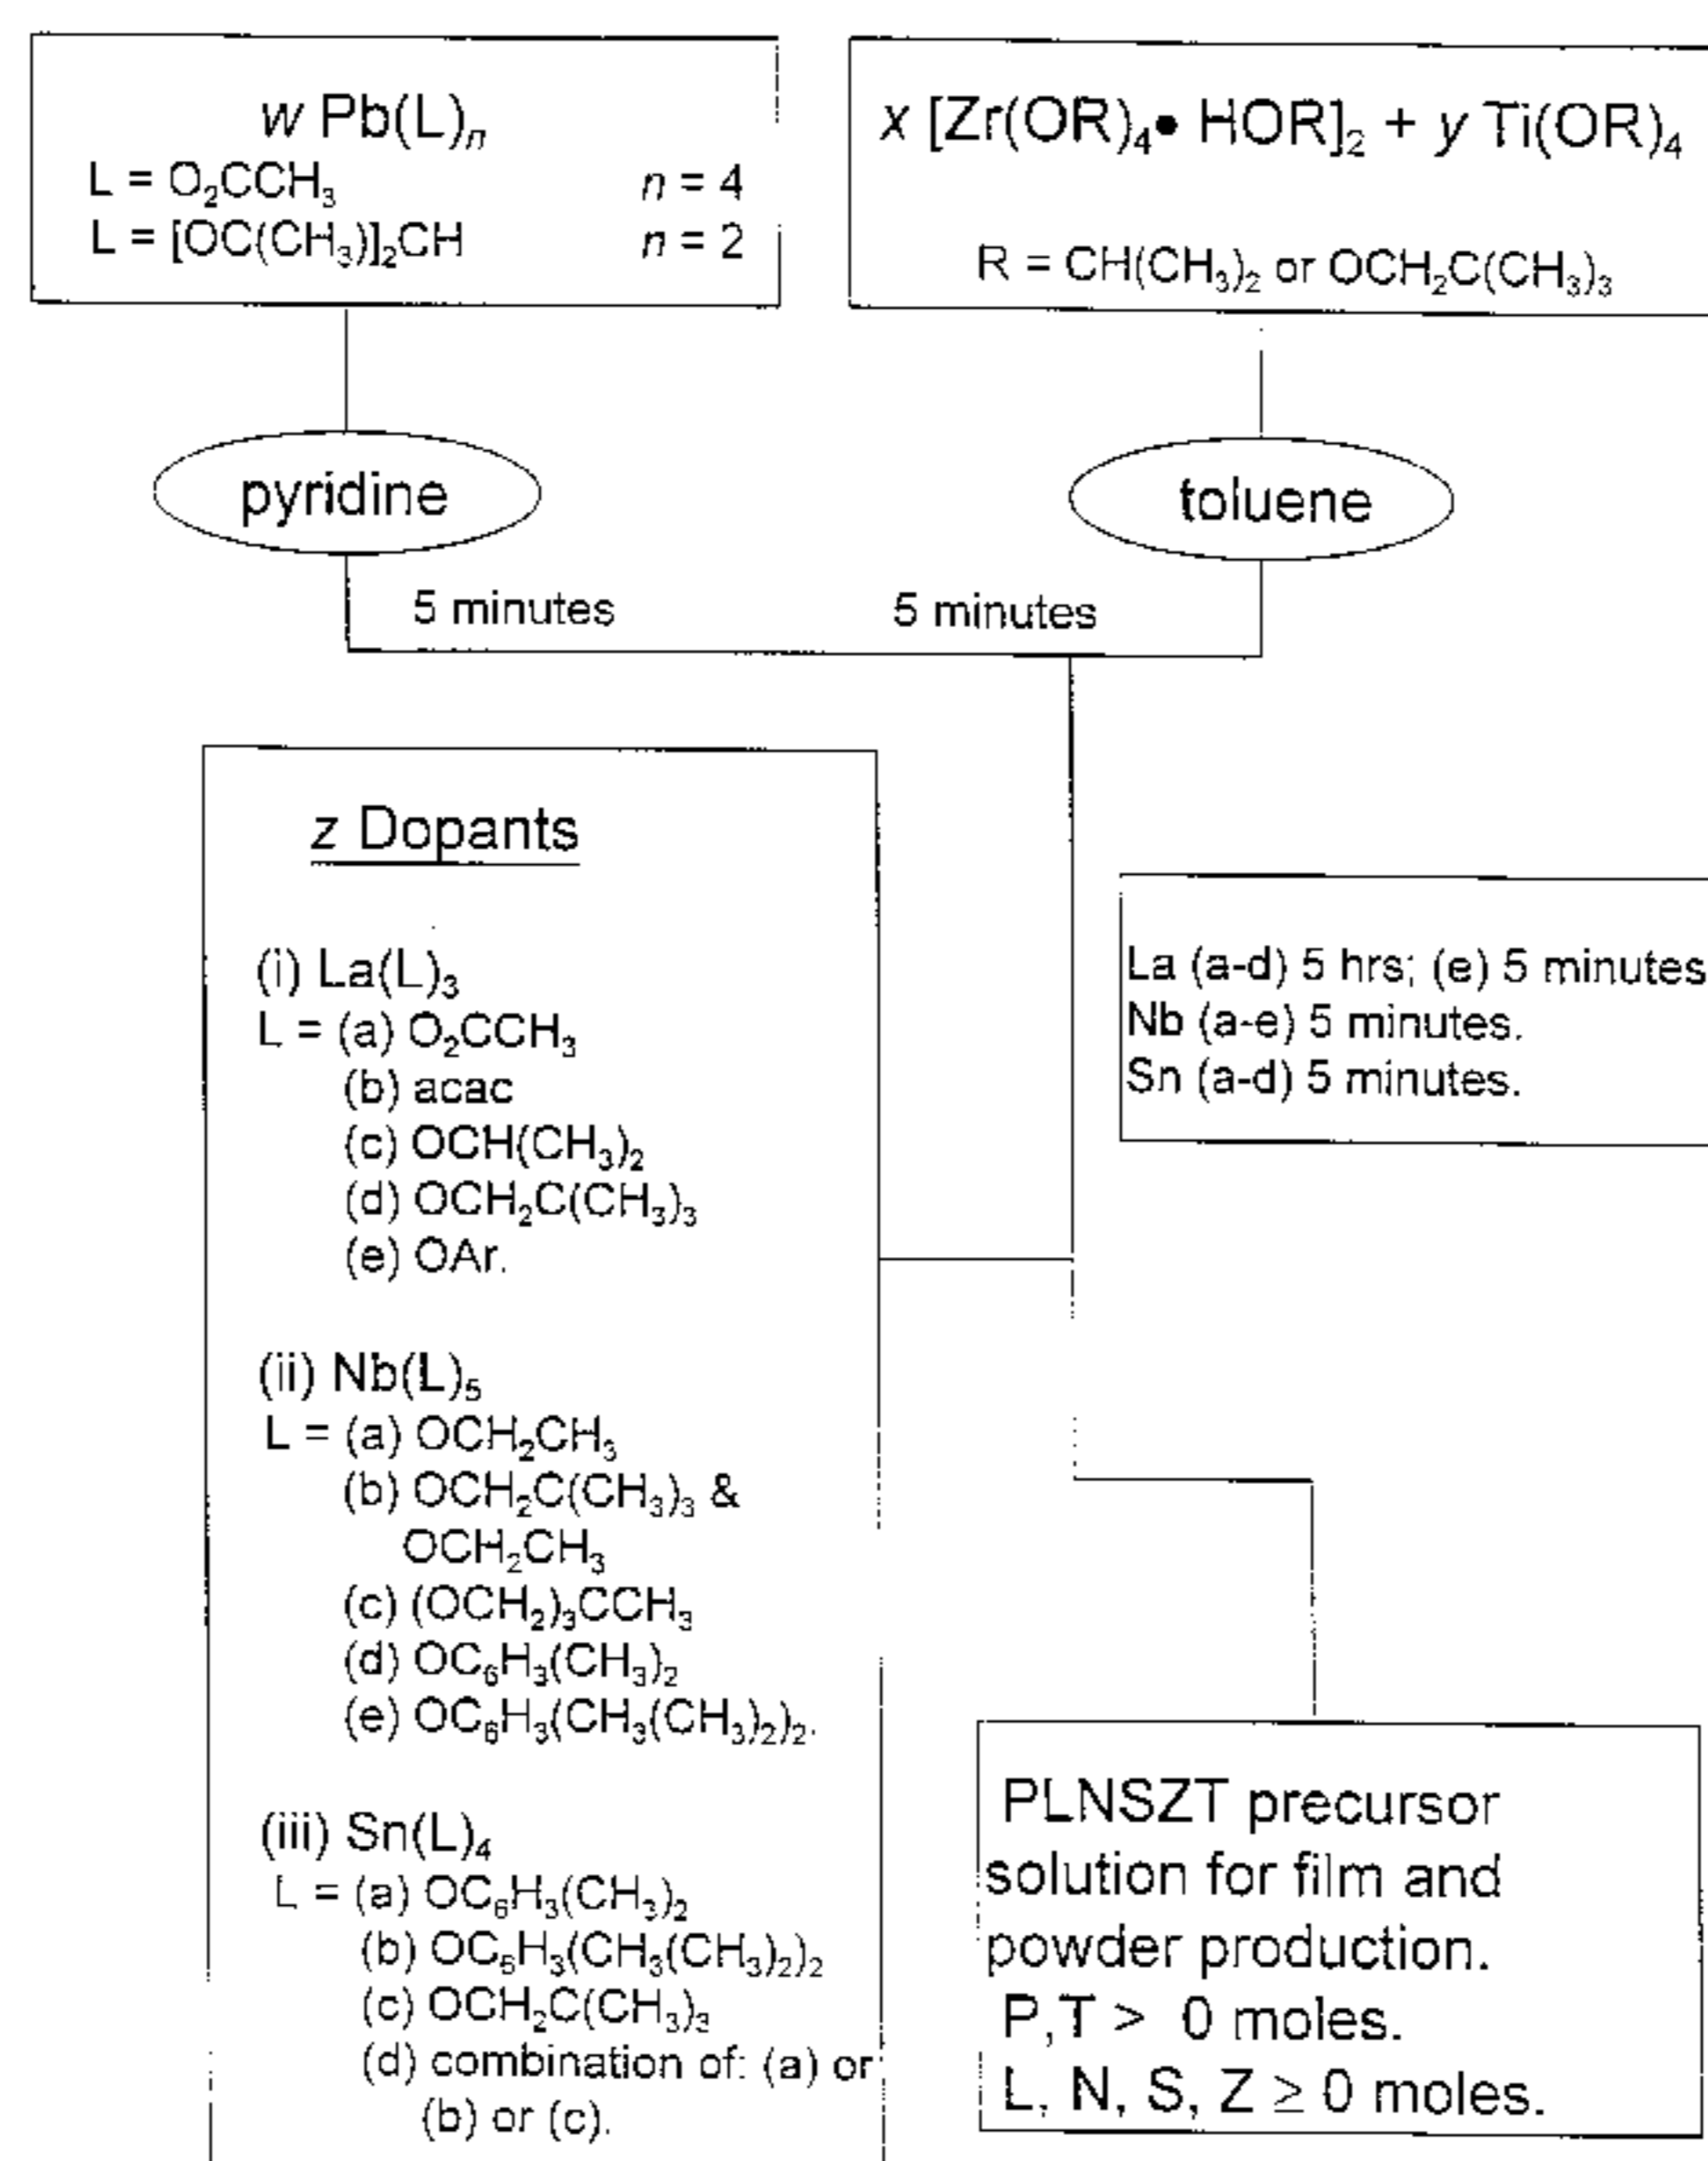 w Pb(L)ₙ
L = O₂CCH₃ n = 4
L = [OC(CH₃)]₂CH n = 2
x [Zr(OR)₄• HOR]₂ + y Ti(OR)₄
R = CH(CH₃)₂ or OCH₂C(CH₃)₃
pyridine
toluene
5 minutes
5 minutes
z Dopants
(i) La(L)₃
L = (a) O₂CCH₃
(b) acac
(c) OCH(CH₃)₂
(d) OCH₂C(CH₃)₃
(e) OAr.
(ii) Nb(L)₅
L = (a) OCH₂CH₃
(b) OCH₂C(CH₃)₃ &
OCH₂CH₃
(c) (OCH₂)₃CCH₃
(d) OC₆H₃(CH₃)₂
(e) OC₆H₃(CH₃(CH₃)₂)₂.
(iii) Sn(L)₄
L = (a) OC₆H₃(CH₃)₂
(b) OC₆H₃(CH₃(CH₃)₂)₂
(c) OCH₂C(CH₃)₃
(d) combination of: (a) or
(b) or (c).
La (a-d) 5 hrs; (e) 5 minutes
Nb (a-e) 5 minutes.
Sn (a-d) 5 minutes.
PLNSZT precursor
solution for film and
powder production.
P,T > 0 moles.
L, N, S, Z ≥ 0 moles.